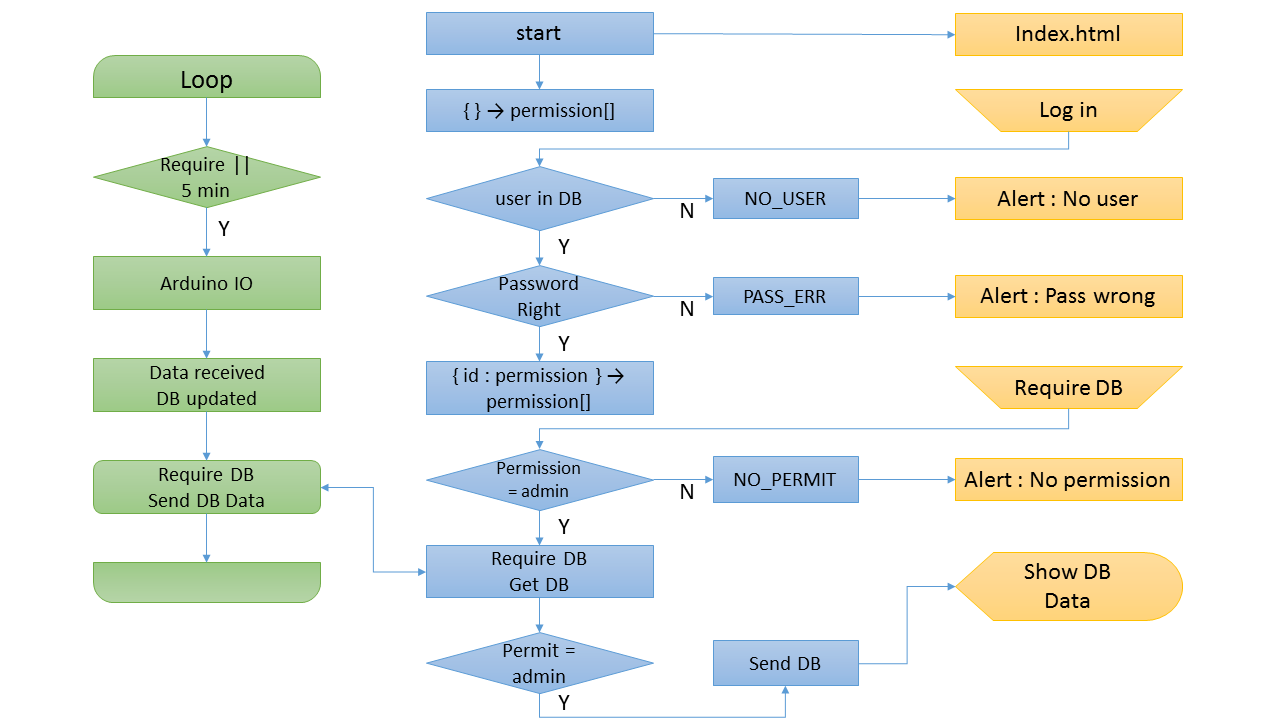 Loop
Require ||
5 min
Y
Arduino IO
Data received
DB updated
Require DB
Send DB Data
start
{ } → permission[]
user in DB
N
NO_USER
Y
Password
Right
N
PASS_ERR
Y
{ id : permission } →
permission[]
Permission
= admin
N
NO_PERMIT
Y
Require DB
Get DB
Permit =
admin
Y
Send DB
Index.html
Log in
Alert : No user
Alert : Pass wrong
Require DB
Alert : No permission
Show DB
Data